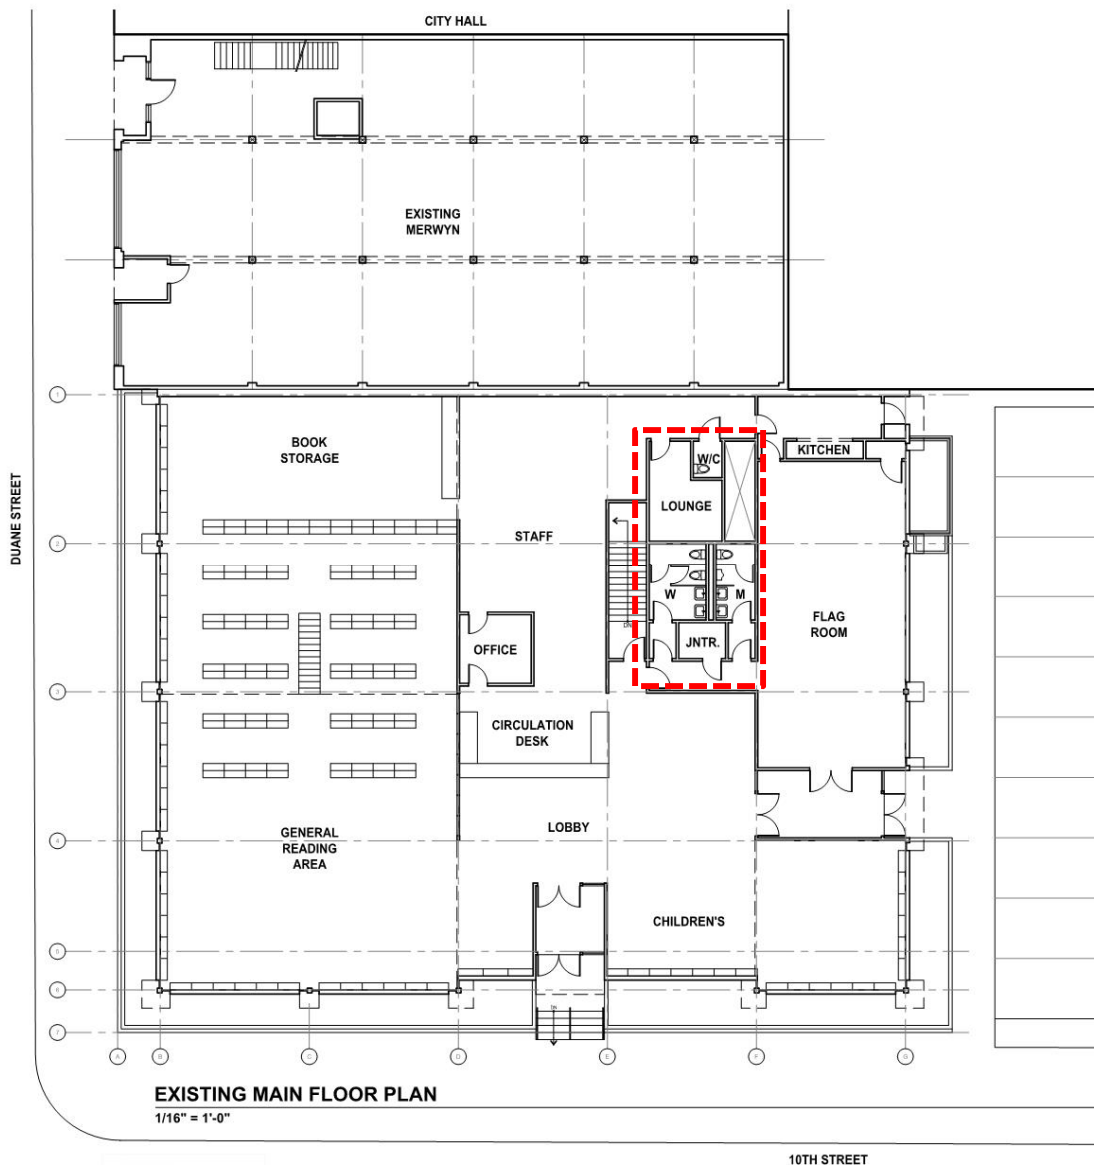 CITY HALL
EXISTING
MERWYN
1
BOOK
STORAGE
W/C
KITCHEN
LOUNGE
DUANE STREET
STAFF
2
W
M
DN
FLAG
ROOM
OFFICE
JNTR.
3
CIRCULATION
DESK
LOBBY
4
GENERAL
READING
AREA
CHILDREN'S
6
7
DN
A
B
C
D
E
F
G
EXISTING MAIN FLOOR PLAN
1/16" = 1'-0"
10TH STREET